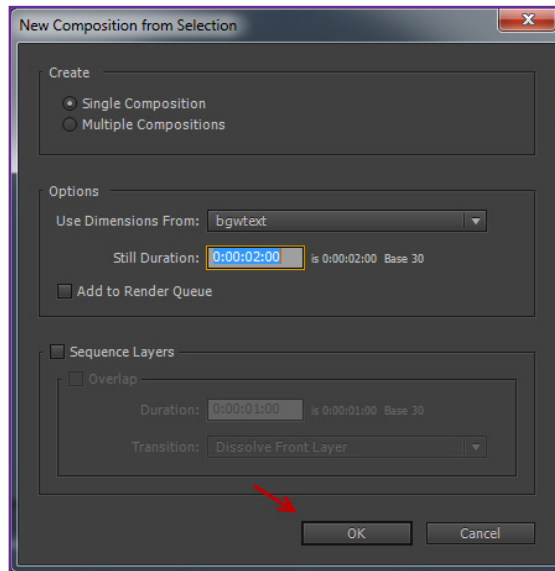 New Composition from Selection
Create
Single Composition
Multiple Compositions
Options
Use Dimensions From: bgwtext
Still Duration: 0:00:02:00 is 0:00:02:00 Base 30
Add to Render Queue
Sequence Layers
Overlap
Duration: 0:00:01:00 is 0:00:01:00 Base 30
Transition: Dissolve Front Layer
OK Cancel